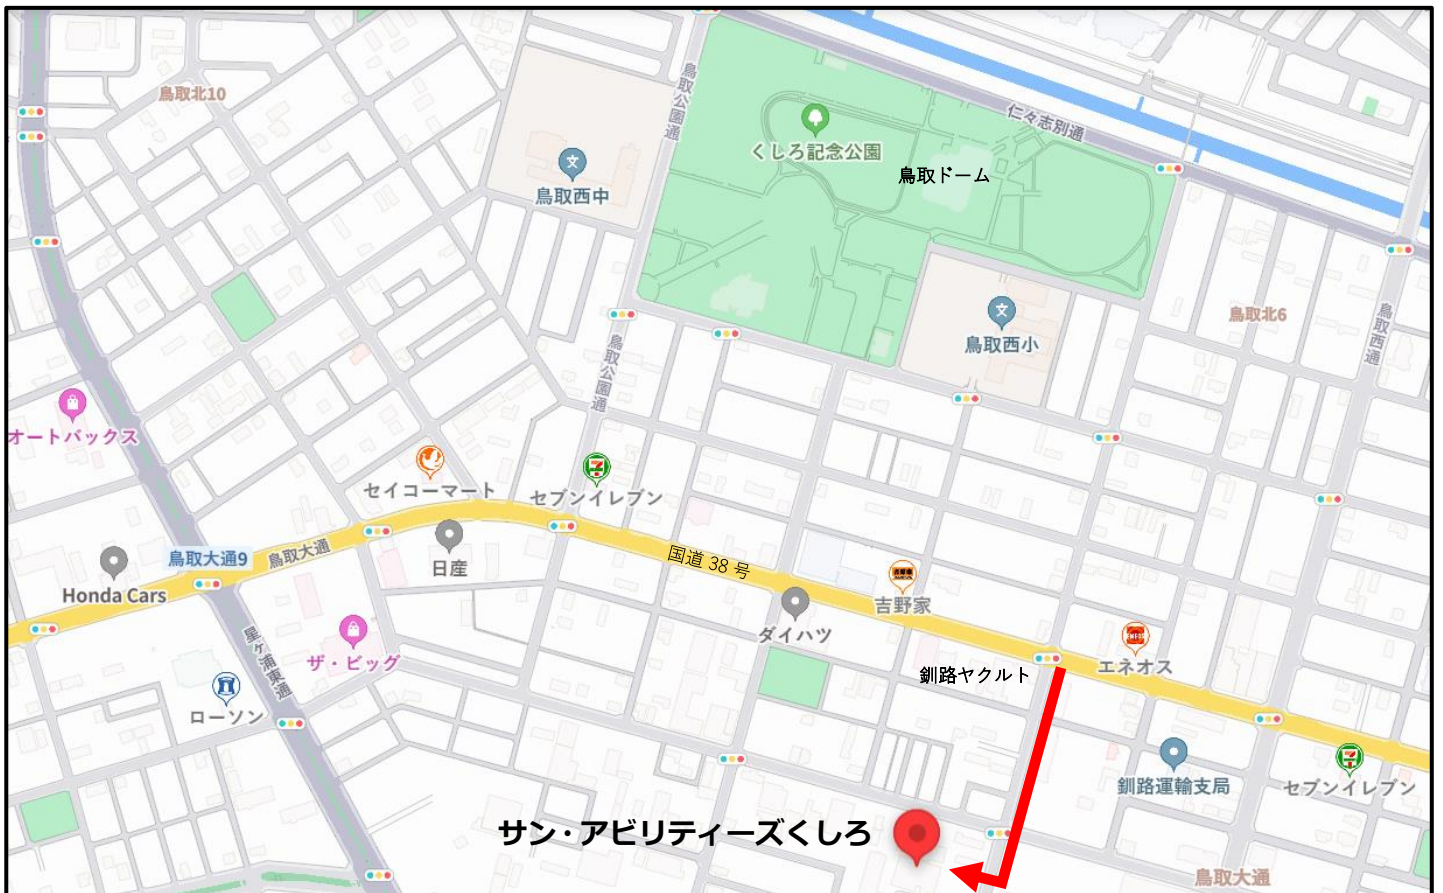 鳥取北10
鳥取公園通
仁々志別通
くしろ記念公園
文
鳥取西中
鳥取ドーム
鳥取北6
鳥取西通
文
鳥取西小
鳥取公園通
オートバックス
セイコーマート
セブンイレブン
鳥取大通9
鳥取大通
日産
国道 38 号
Honda Cars
吉野家
ダイハツ
エネオス
ENEOS
星が浦東通
ザ・ビッグ
釧路ヤクルト
ローソン
釧路運輸支局
セブンイレブン
サン・アビリティーズくしろ
鳥取大通